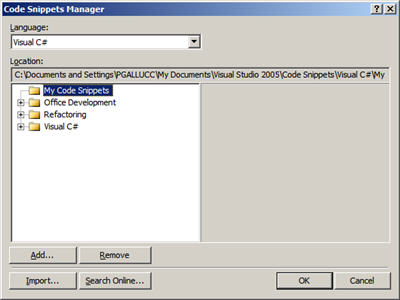 Code Snippets Manager
Language:
Visual C#
Location:
C:\Documents and Settings\PGALLUCC\My Documents\Visual Studio 2005\Code Snippets\Visual C#\My
My Code Snippets
Office Development
Refactoring
Visual C#
Add... Remove
Import... Search Online... OK Cancel